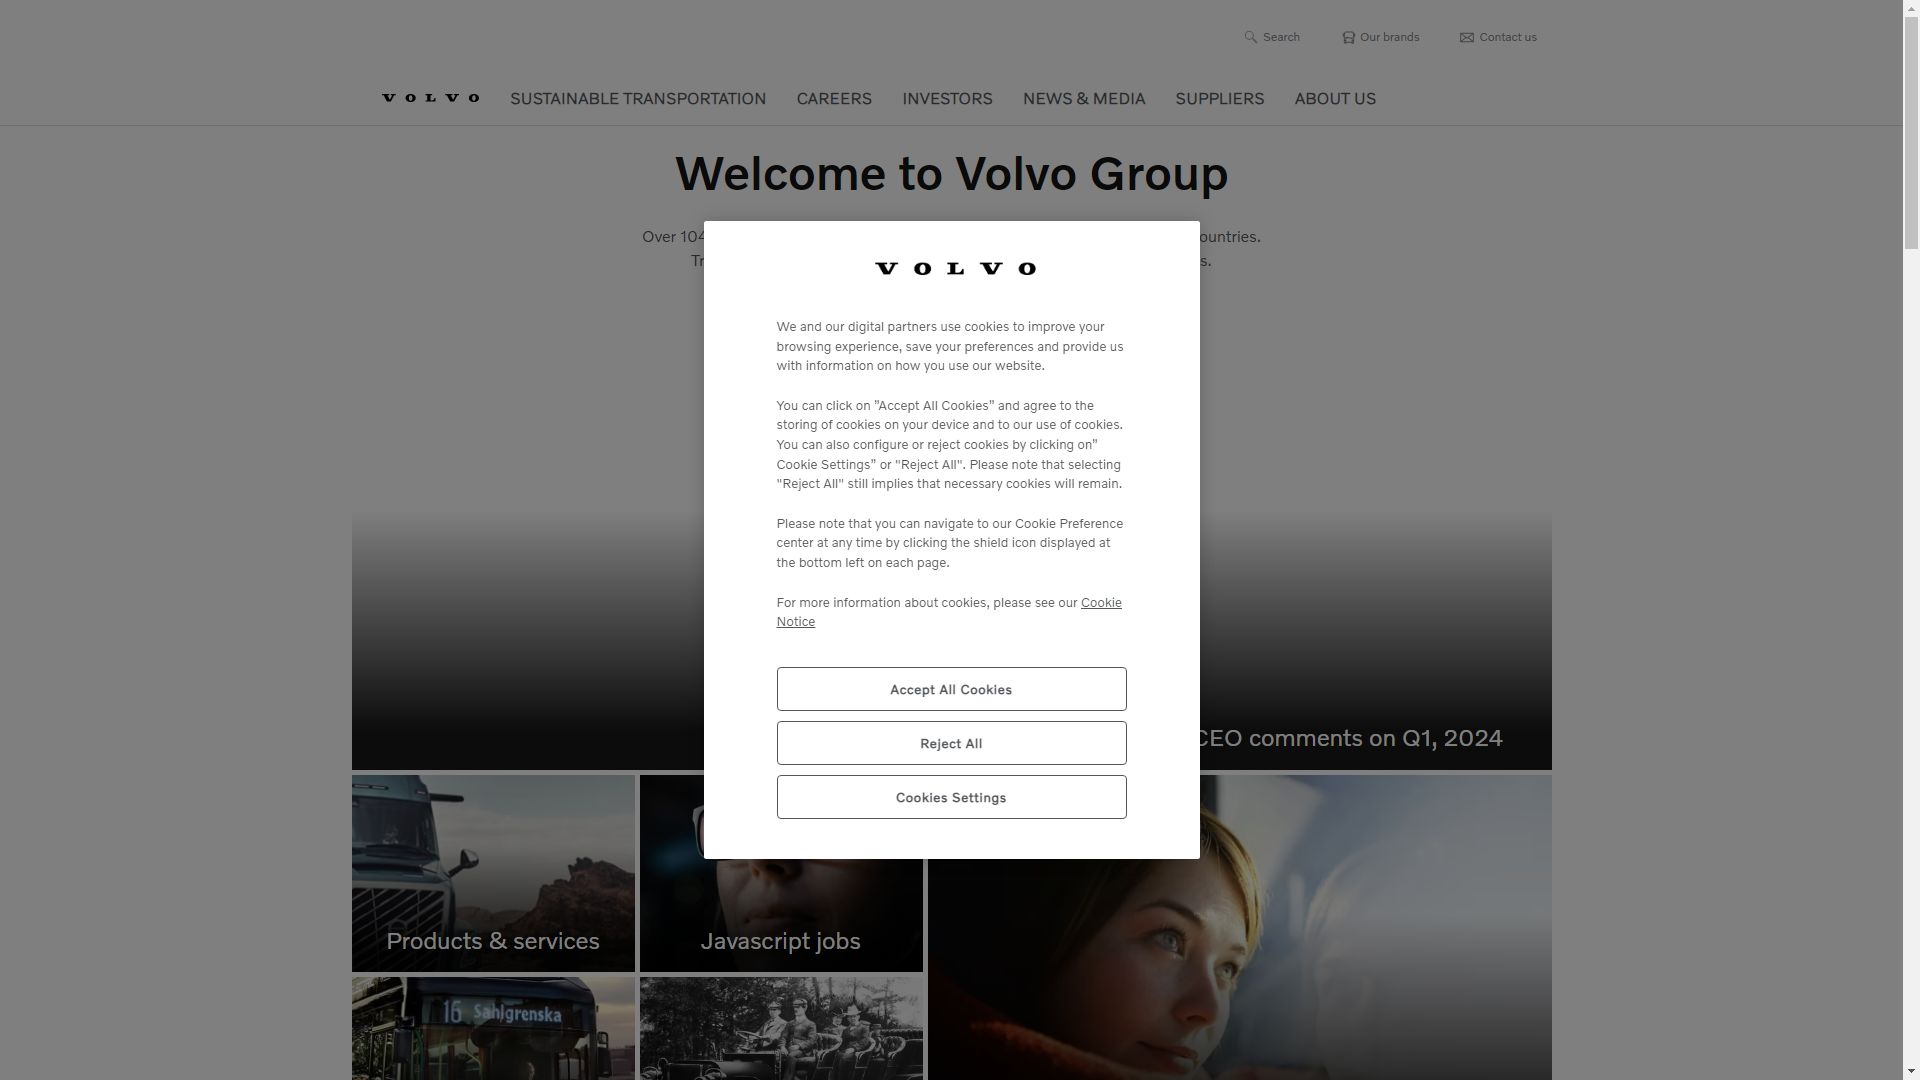 Search
Our brands
Contact us
VOLVO
SUSTAINABLE TRANSPORTATION
CAREERS
INVESTORS
NEWS & MEDIA
SUPPLIERS
ABOUT US
Welcome to Volvo Group
Over 104
ountries.
Tr
s.
VOLVO
We and our digital partners use cookies to improve your
browsing experience, save your preferences and provide us
with information on how you use our website.
You can click on ”Accept All Cookies” and agree to the
storing of cookies on your device and to our use of cookies.
You can also configure or reject cookies by clicking on”
Cookie Settings” or "Reject All". Please note that selecting
"Reject All" still implies that necessary cookies will remain.
Please note that you can navigate to our Cookie Preference
center at any time by clicking the shield icon displayed at
the bottom left on each page.
For more information about cookies, please see our Cookie
Notice
Accept All Cookies
Reject All
Cookies Settings
CEO comments on Q1, 2024
Products & services
Javascript jobs
16 Sahlgrenska